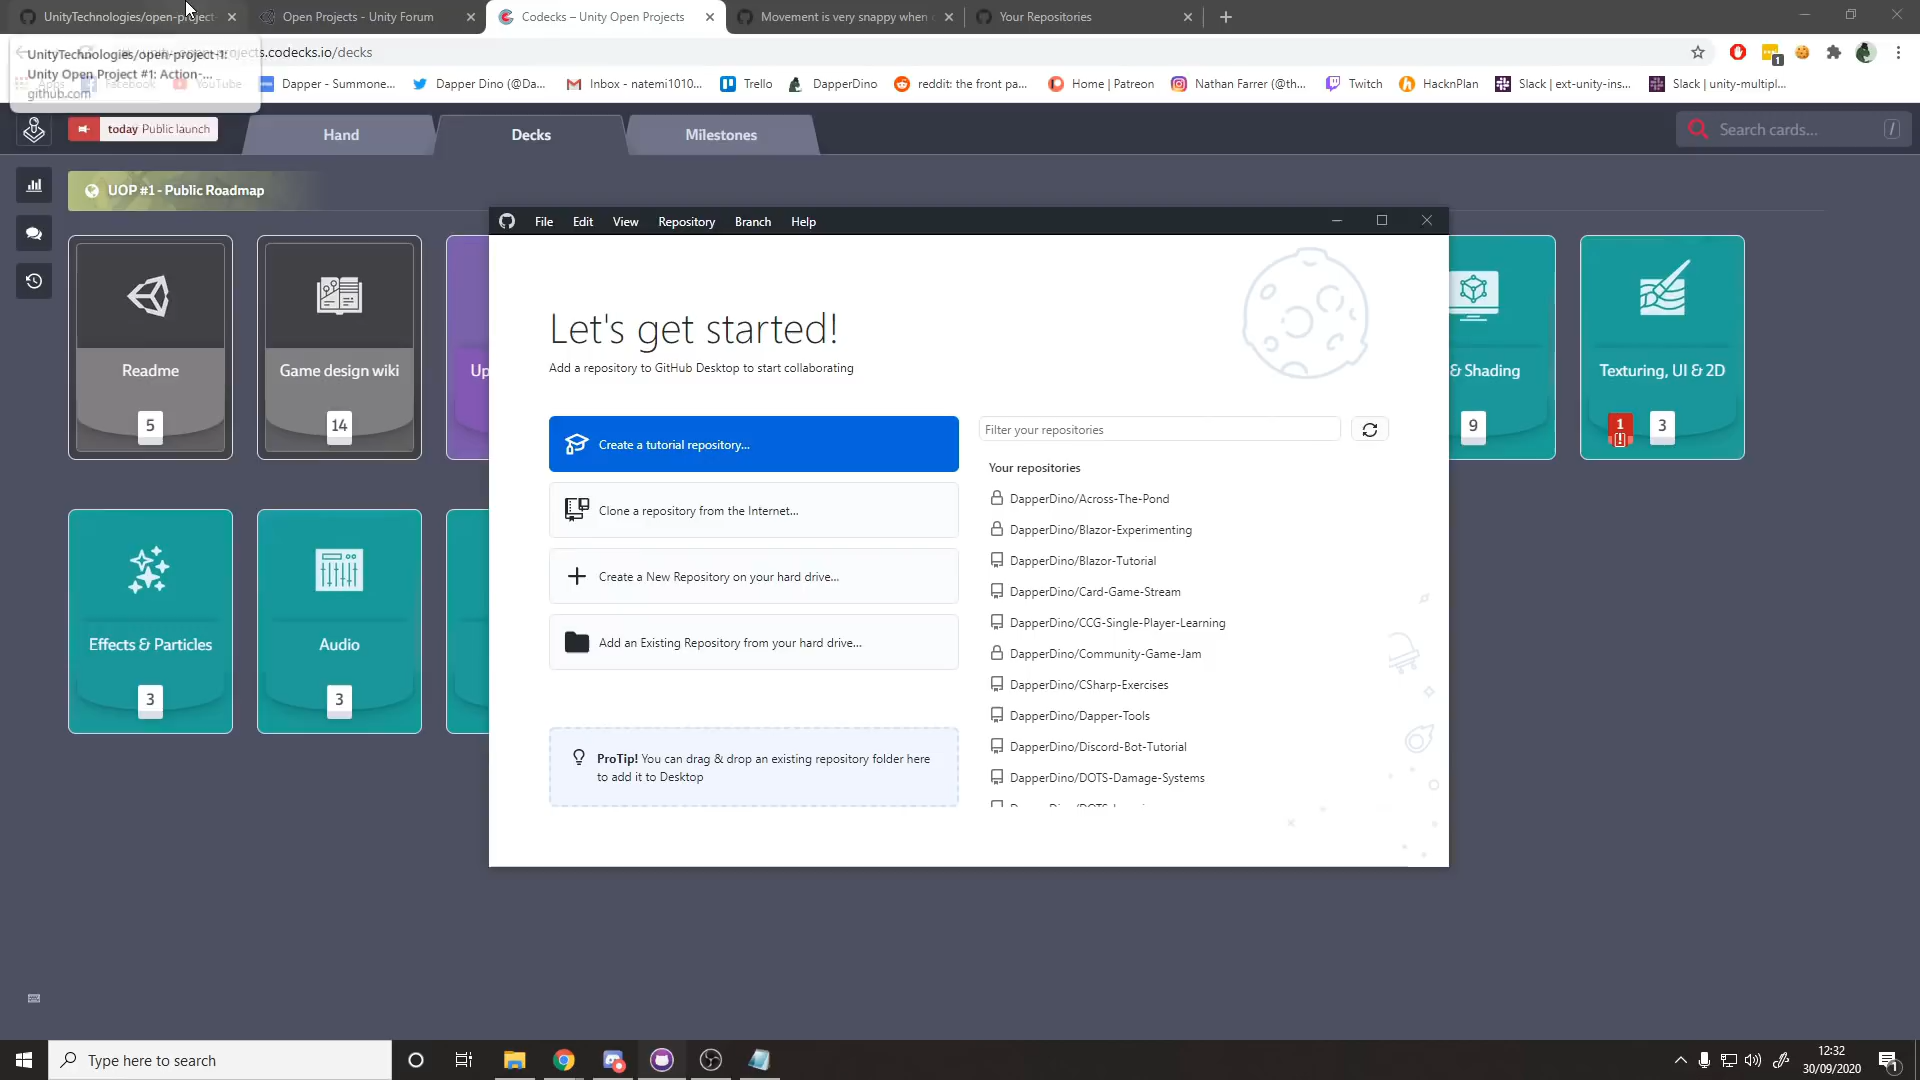 UnityTechnologies/open-project
Open Projects - Unity Forum
Codecks – Unity Open Projects
Movement is very snappy when
Your Repositories
UnityTechnologies/open-project-1:
Unity Open Project #1: Action-...
github.com
s.codecks.io/decks
Apps
Facebook
YouTube
Dapper - Summone...
Dapper Dino (@Da...
Inbox - natemi1010...
Trello
DapperDino
reddit: the front pa...
Home | Patreon
Nathan Farrer (@th...
Twitch
HacknPlan
Slack | ext-unity-ins...
Slack | unity-multipl...
today Public launch
Hand
Decks
Milestones
Search cards...
/
UOP #1 - Public Roadmap
Readme
5
Game design wiki
14
Up
& Shading
9
Texturing, UI & 2D
1
3
Effects & Particles
3
Audio
3
File
Edit
View
Repository
Branch
Help
Let's get started!
Add a repository to GitHub Desktop to start collaborating
Create a tutorial repository...
Clone a repository from the Internet...
Create a New Repository on your hard drive...
Add an Existing Repository from your hard drive...
ProTip! You can drag & drop an existing repository folder here
to add it to Desktop
Filter your repositories
Your repositories
DapperDino/Across-The-Pond
DapperDino/Blazor-Experimenting
DapperDino/Blazor-Tutorial
DapperDino/Card-Game-Stream
DapperDino/CCG-Single-Player-Learning
DapperDino/Community-Game-Jam
DapperDino/CSharp-Exercises
DapperDino/Dapper-Tools
DapperDino/Discord-Bot-Tutorial
DapperDino/DOTS-Damage-Systems
Type here to search
12:32
30/09/2020
1